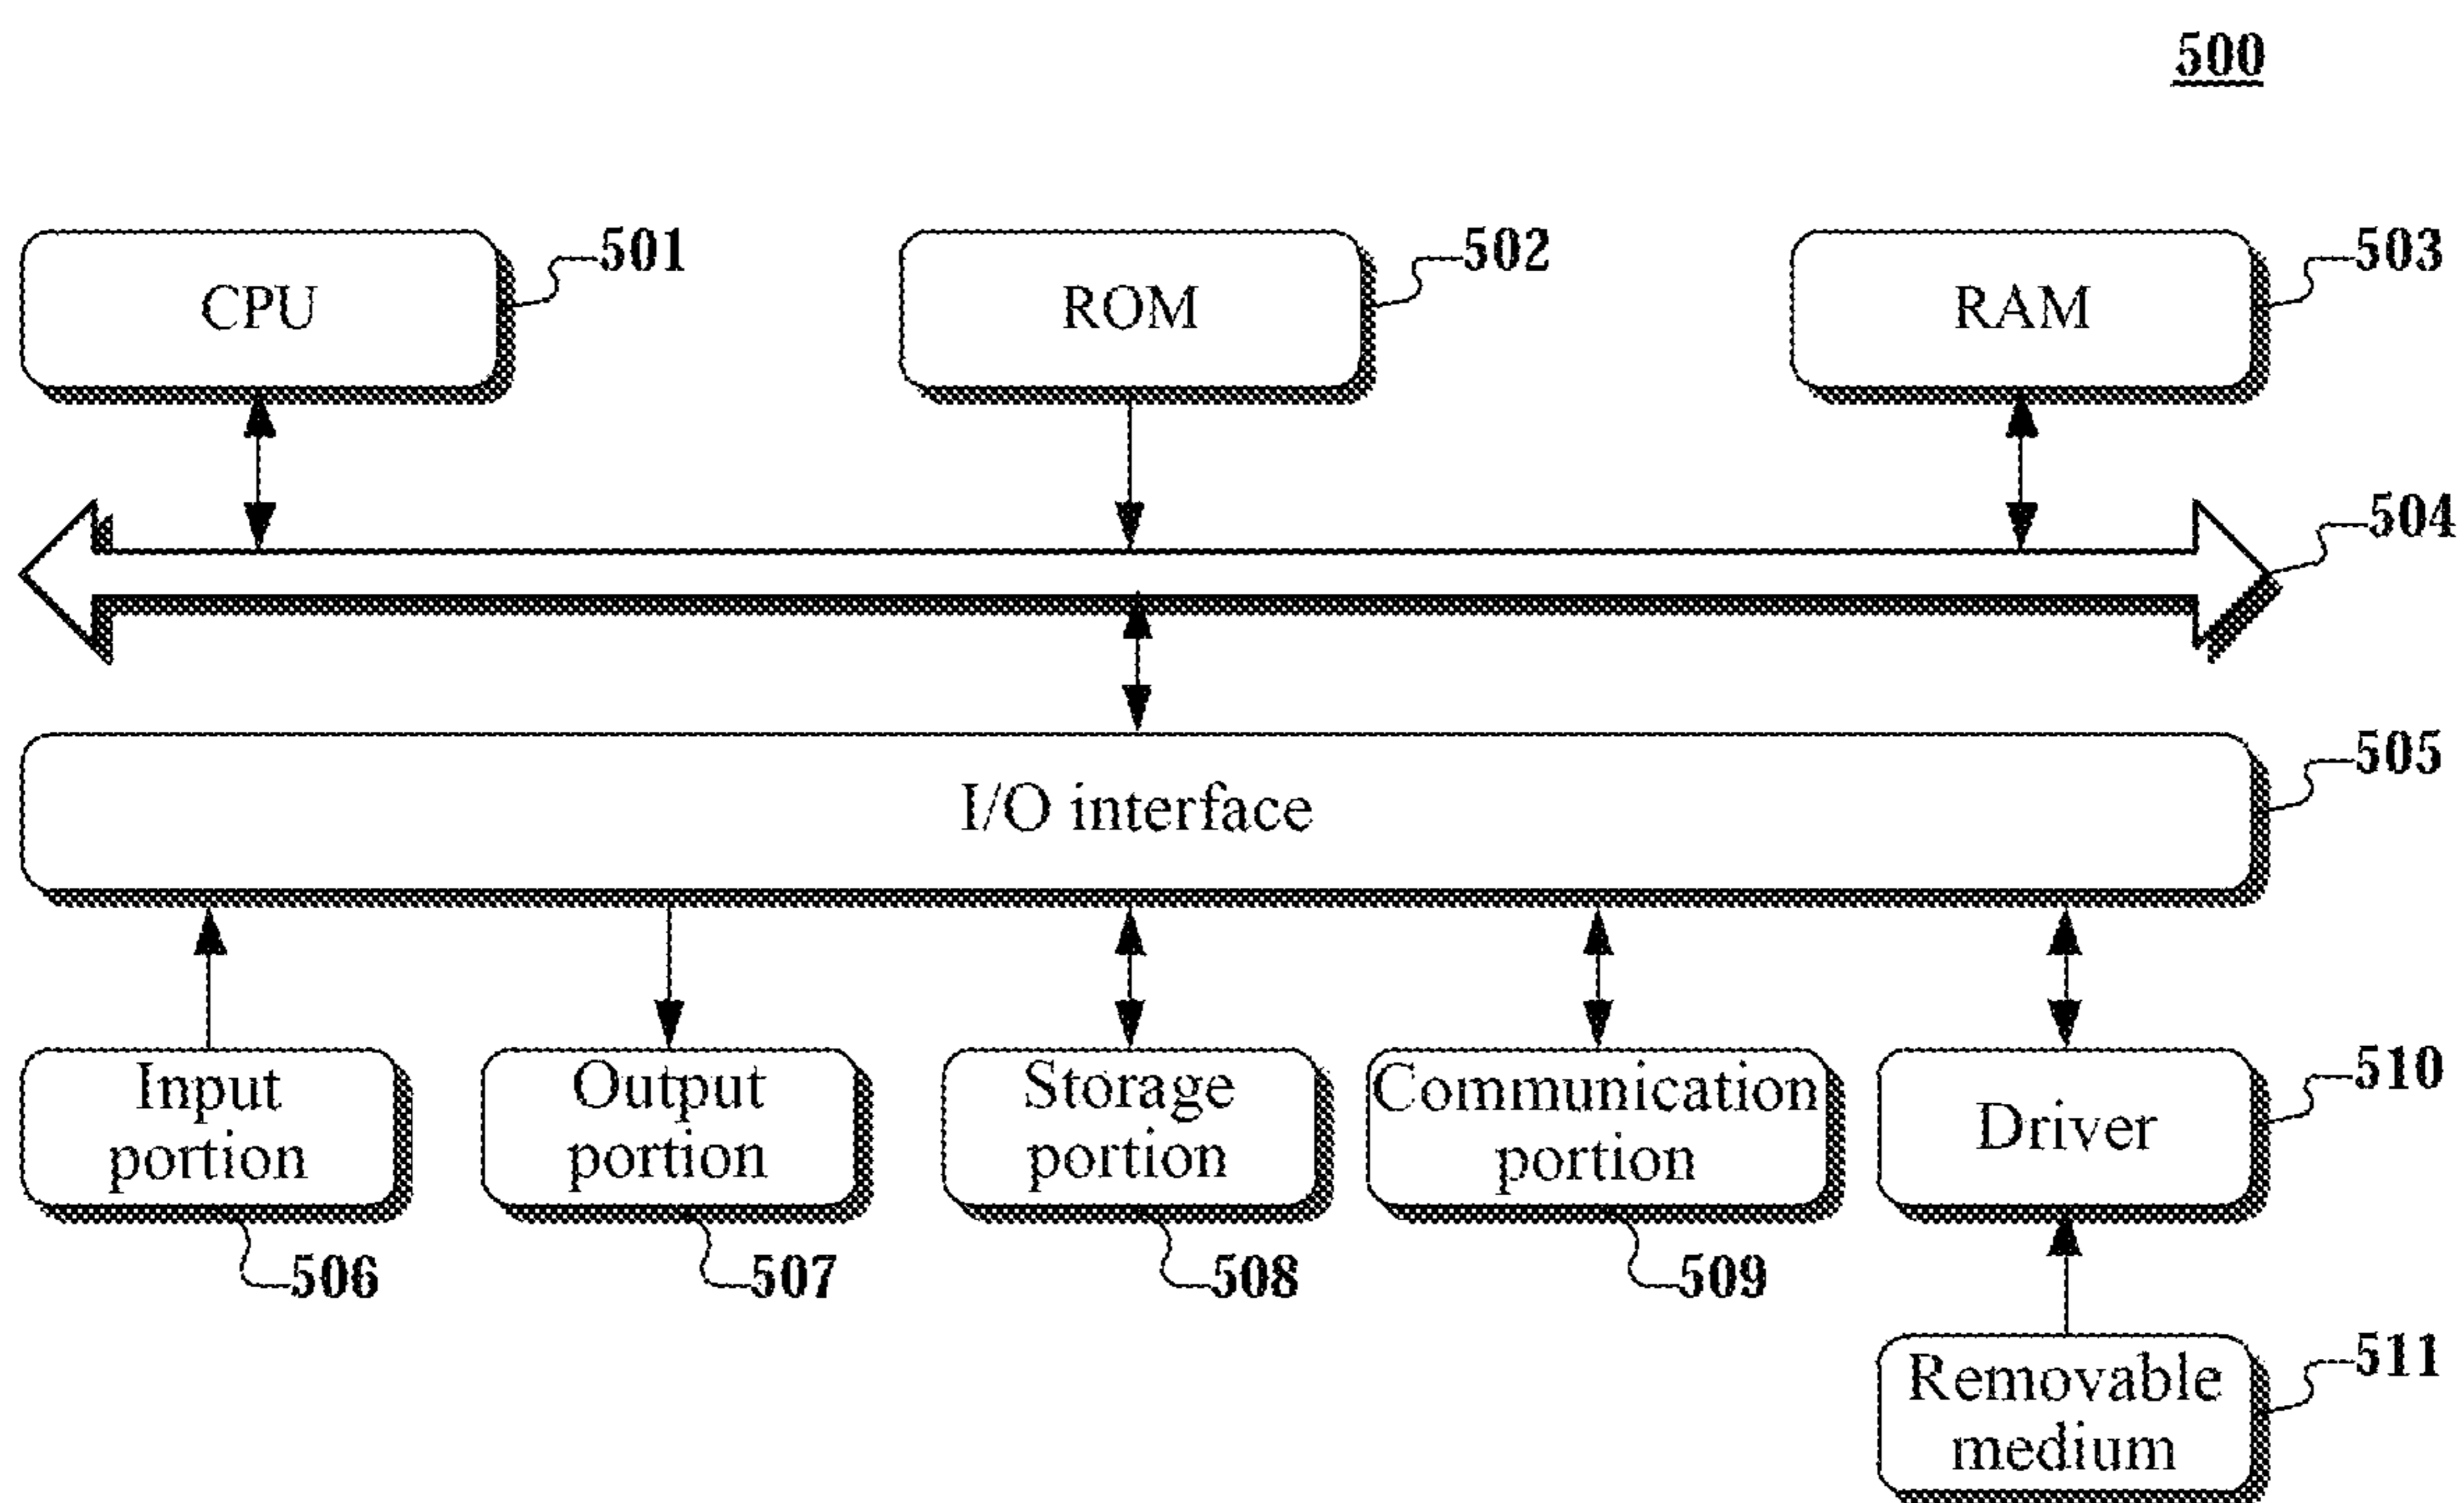 500
CPU
501
ROM
502
RAM
503
504
I/O interface
505
Input
portion
506
Output
portion
507
Storage
portion
508
Communication
portion
509
Driver
510
Removable
medium
511